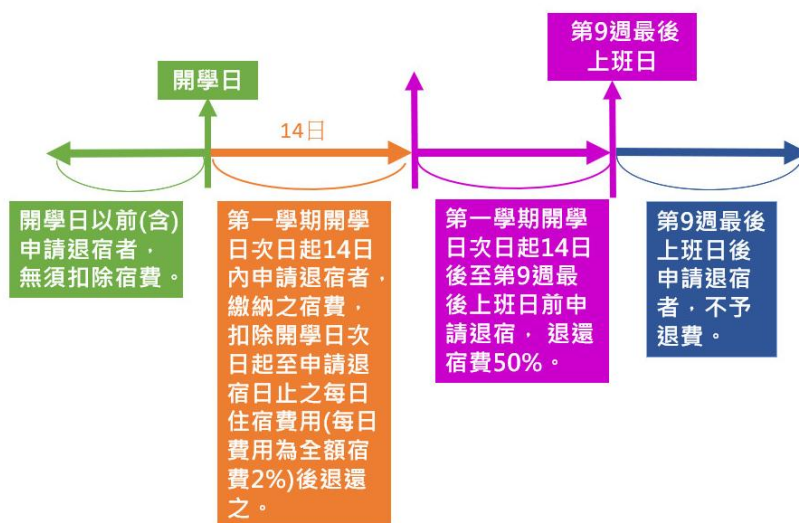 第9週最後
上班日
開學日
14日
開學日以前(含)
申請退宿者，
無須扣除宿費。
第一學期開學
日次日起14日
內申請退宿者，
繳納之宿費，
扣除開學日次
日起至申請退
宿日止之每日
住宿費用(每日
費用為全額宿
費2%)後退還
之。
第一學期開學
日次日起14日
後至第9週最
後上班日前申
請退宿， 退還
宿費50%。
第9週最後
上班日後
申請退宿
者，不予
退費。